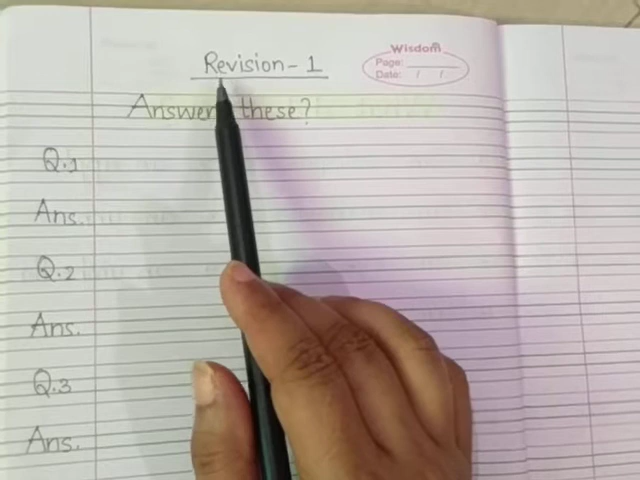 Revision - 1
Wisdom
Page:
Date: / /
Answer these?
Q.1
Ans.
Q.2
Ans.
Q.3
Ans.